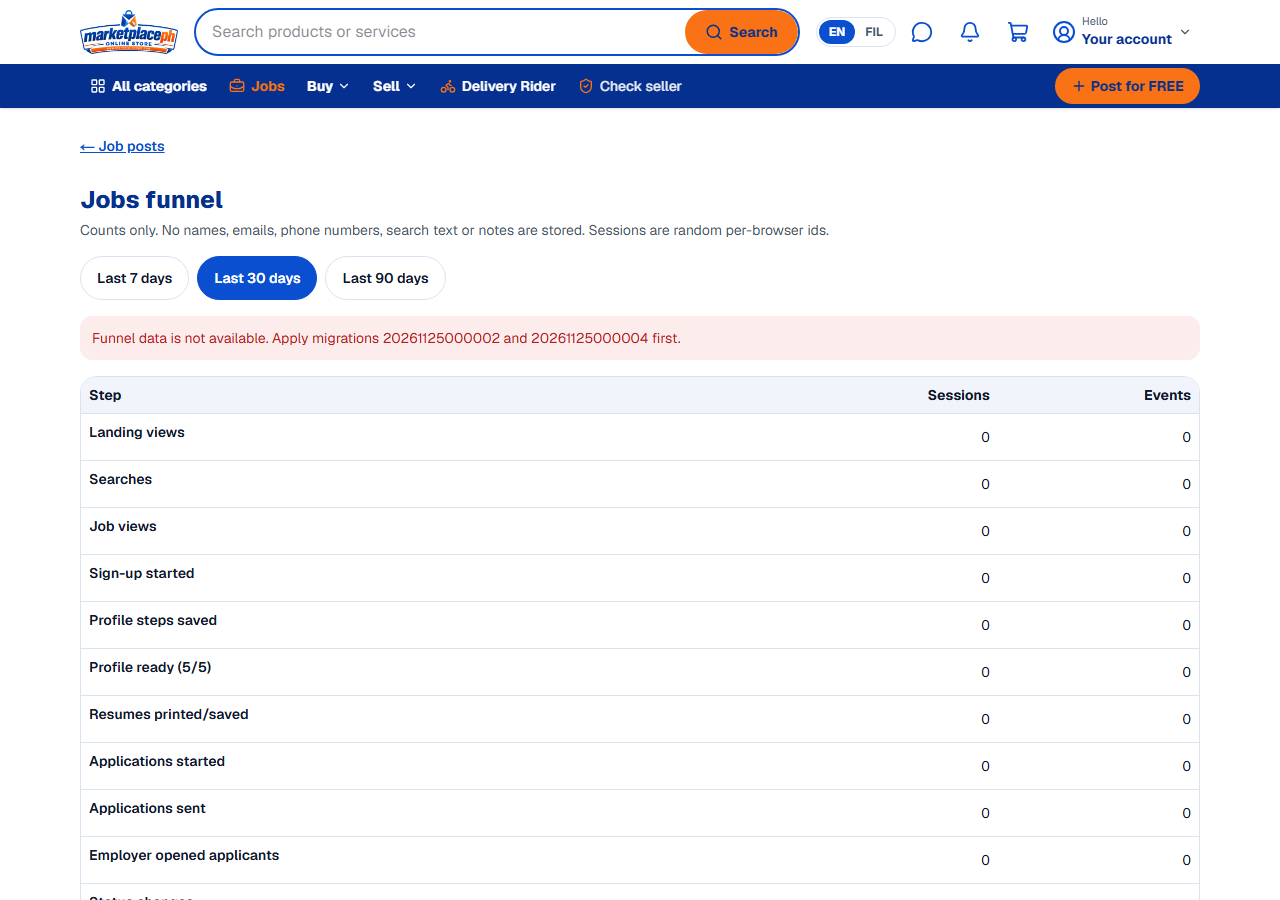 marketplaceph
ONLINE STORE
Search products or services
Search
EN
FIL
Hello
Your account
All categories
Jobs
Buy
Sell
Delivery Rider
Check seller
+ Post for FREE
← Job posts
Jobs funnel
Counts only. No names, emails, phone numbers, search text or notes are stored. Sessions are random per-browser ids.
Last 7 days
Last 30 days
Last 90 days
Funnel data is not available. Apply migrations 20261125000002 and 20261125000004 first.
Step Sessions Events
Landing views 0 0
Searches 0 0
Job views 0 0
Sign-up started 0 0
Profile steps saved 0 0
Profile ready (5/5) 0 0
Resumes printed/saved 0 0
Applications started 0 0
Applications sent 0 0
Employer opened applicants 0 0
Status changes